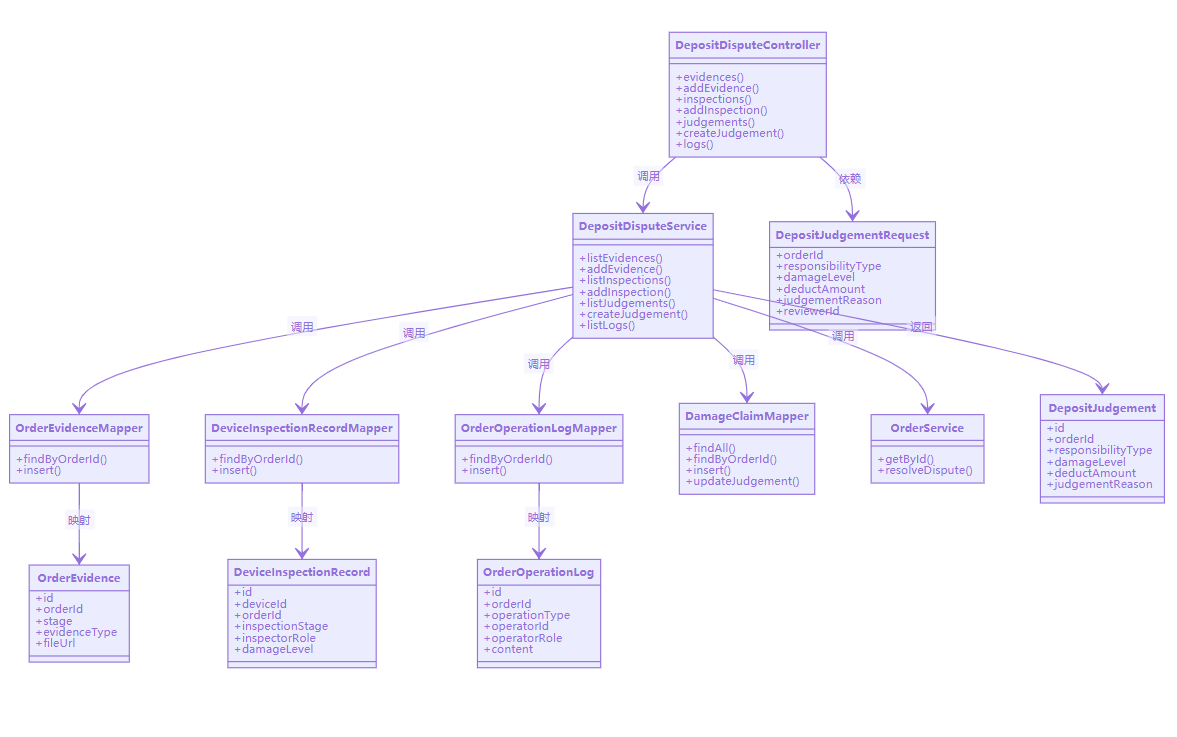 DepositDisputeController
+evidences()
+addEvidence()
+inspections()
+addInspection()
+judgements()
+createJudgement()
+logs()
调用
依赖
DepositDisputeService
+listEvidences()
+addEvidence()
+listInspections()
+addInspection()
+listJudgements()
+createJudgement()
+listLogs()
DepositJudgementRequest
+orderId
+responsibilityType
+damageLevel
+deductAmount
+judgementReason
+reviewerId
调用
调用
调用
调用
调用
返回
OrderEvidenceMapper
+findByOrderId()
+insert()
DeviceInspectionRecordMapper
+findByOrderId()
+insert()
OrderOperationLogMapper
+findByOrderId()
+insert()
DamageClaimMapper
+findAll()
+findByOrderId()
+insert()
+updateJudgement()
OrderService
+getById()
+resolveDispute()
DepositJudgement
+id
+orderId
+responsibilityType
+damageLevel
+deductAmount
+judgementReason
映射
映射
映射
OrderEvidence
+id
+orderId
+stage
+evidenceType
+fileUrl
DeviceInspectionRecord
+id
+deviceId
+orderId
+inspectionStage
+inspectorRole
+damageLevel
OrderOperationLog
+id
+orderId
+operationType
+operatorId
+operatorRole
+content